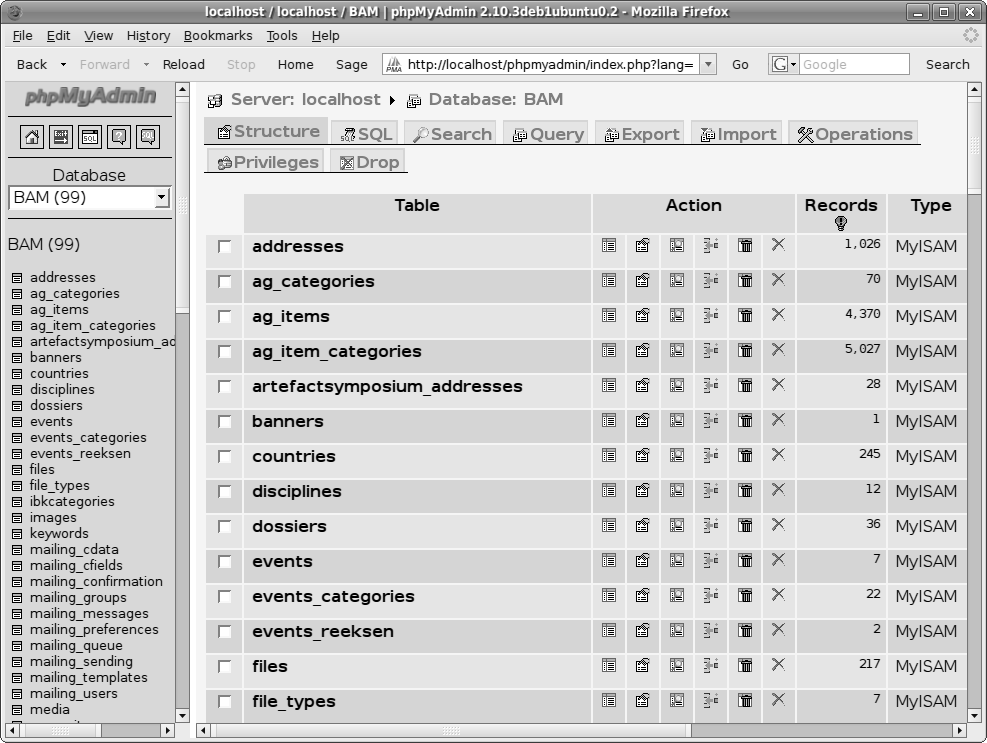 localhost / localhost / BAM | phpMyAdmin 2.10.3deb1ubuntu0.2 - Mozilla Firefox
File Edit View History Bookmarks Tools Help
Back Forward Reload Stop Home Sage PMA http://localhost/phpmyadmin/index.php?lang= Go G Google Search
phpMyAdmin
SQL
Database
BAM (99)
BAM (99)
addresses
ag_categories
ag_items
ag_item_categories
artefactsymposium_ad
banners
countries
disciplines
dossiers
events
events_categories
events_reeksen
files
file_types
ibkcategories
images
keywords
mailing_cdata
mailing_cfields
mailing_confirmation
mailing_groups
mailing_messages
mailing_preferences
mailing_queue
mailing_sending
mailing_templates
mailing_users
media
Server: localhost Database: BAM
Structure SQL Search Query Export Import Operations
Privileges Drop
Table Action Records Type
addresses 1,026 MyISAM
ag_categories 70 MyISAM
ag_items 4,370 MyISAM
ag_item_categories 5,027 MyISAM
artefactsymposium_addresses 28 MyISAM
banners 1 MyISAM
countries 245 MyISAM
disciplines 12 MyISAM
dossiers 36 MyISAM
events 7 MyISAM
events_categories 22 MyISAM
events_reeksen 2 MyISAM
files 217 MyISAM
file_types 7 MyISAM